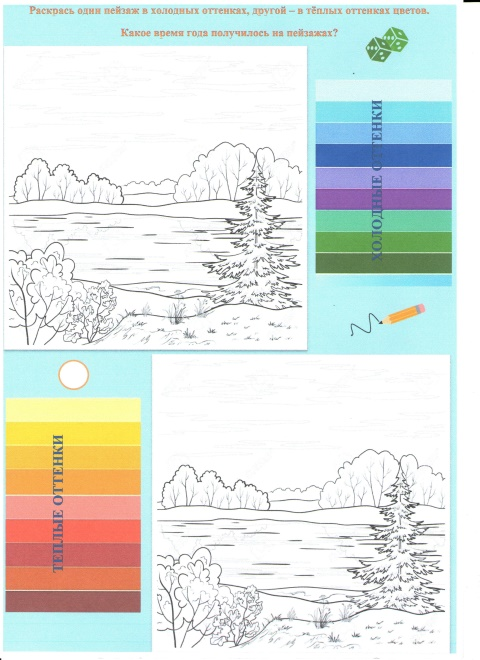 Раскрась один пейзаж в холодных оттенках, другой – в тёплых оттенках цветов.
Какое время года получилось на пейзажах?
ХОЛОДНЫЕ ОТТЕНКИ
ТЕПЛЫЕ ОТТЕНКИ